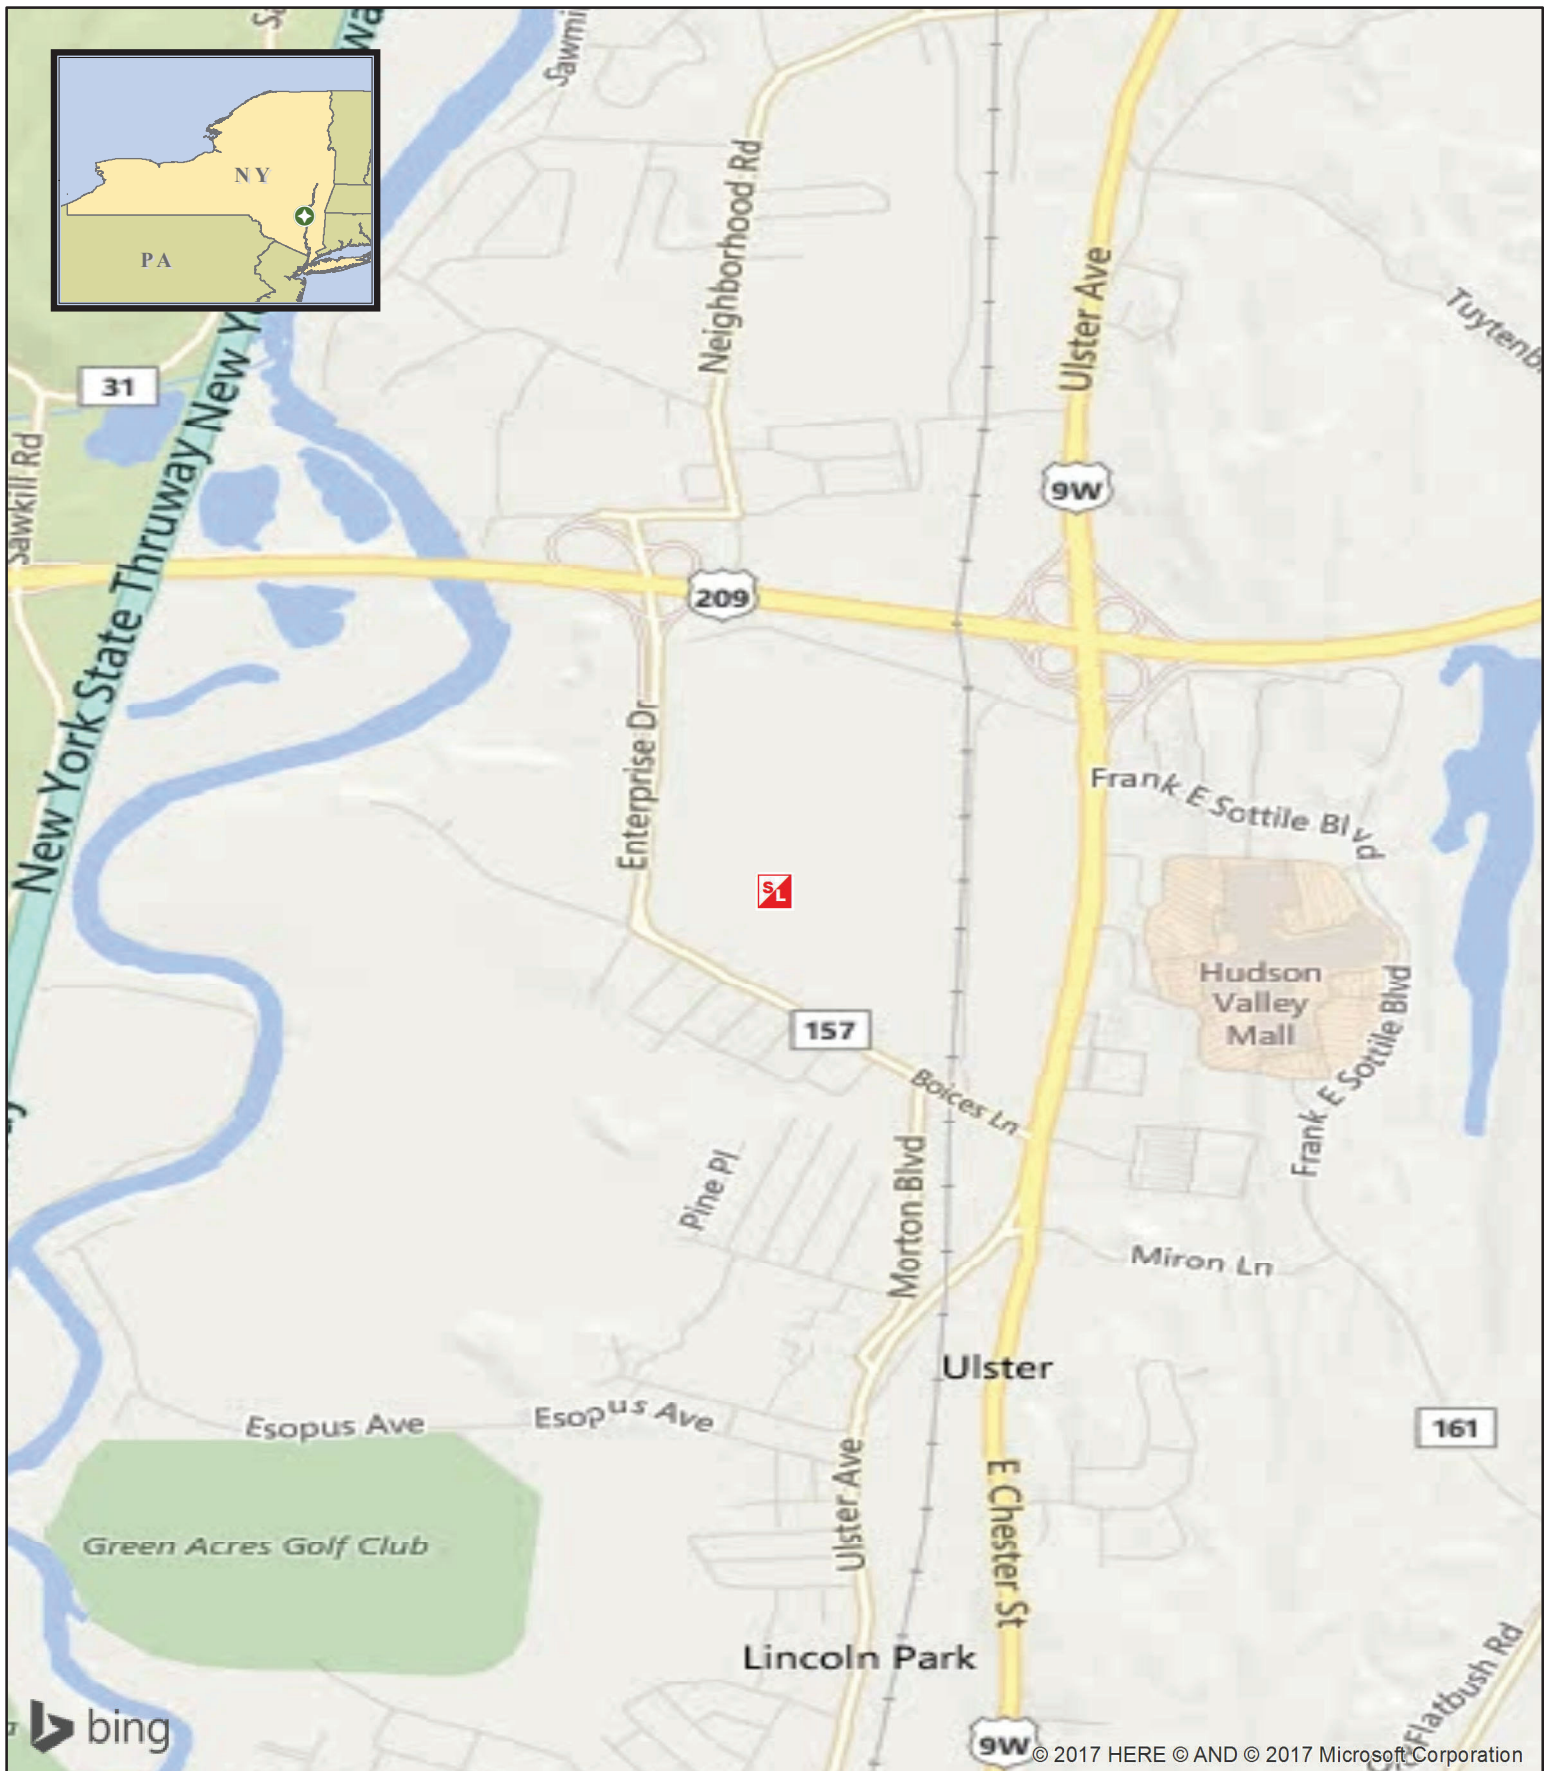 NY
PA
Neighborhood Rd
Ulster Ave
31
Sawkill Rd
New York State Thruway
9W
209
Enterprise Dr
Frank E Sottile Blvd
S/L
Hudson
Valley
Mall
Frank E Sottile Blvd
157
Boices Ln
Pine Pl
Morton Blvd
Miron Ln
Ulster
Esopus Ave
Esopus Ave
161
Ulster Ave
E Chester St
Green Acres Golf Club
Lincoln Park
Flatbush Rd
bing
9W
© 2017 HERE © AND © 2017 Microsoft Corporation